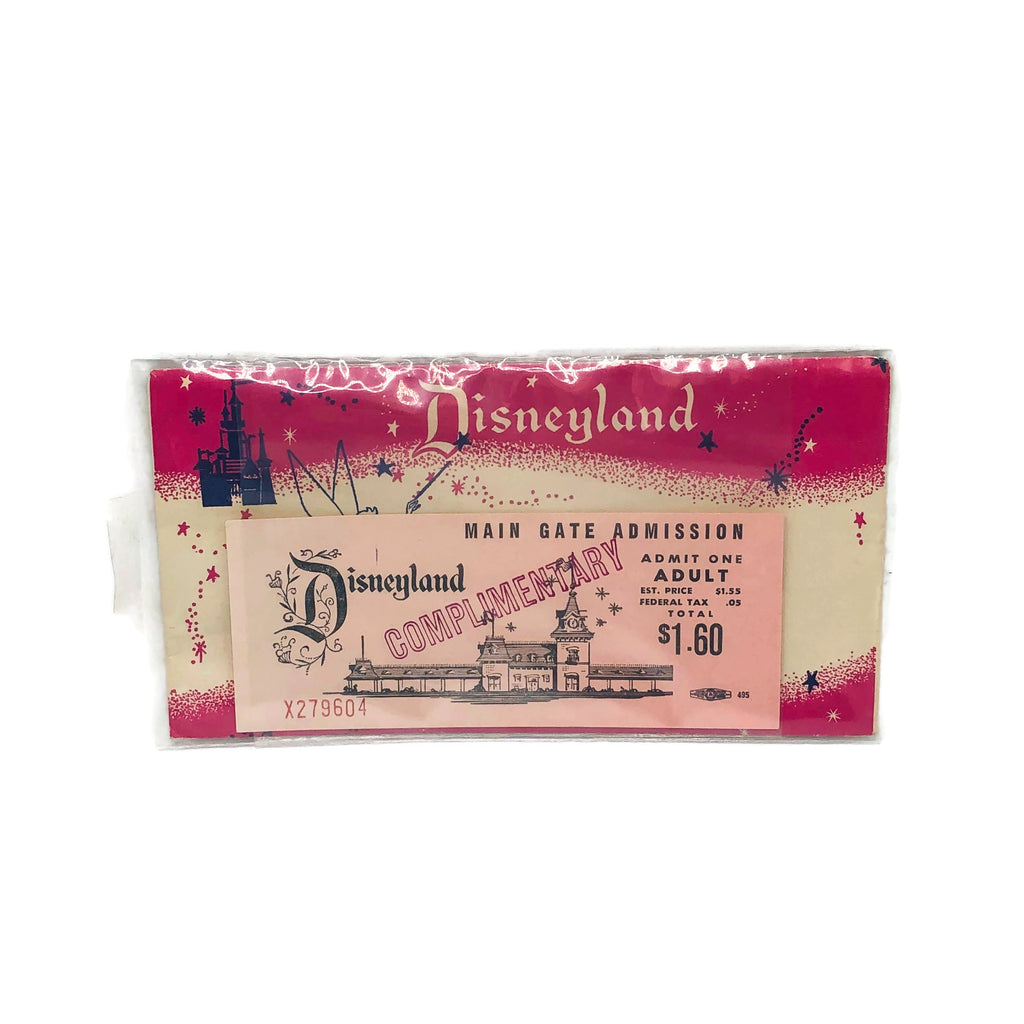 Disneyland
MAIN GATE ADMISSION
Disneyland
COMPLIMENTARY
ADMIT ONE
ADULT
EST. PRICE $1.55
FEDERAL TAX .05
TOTAL
$1.60
X279604
495